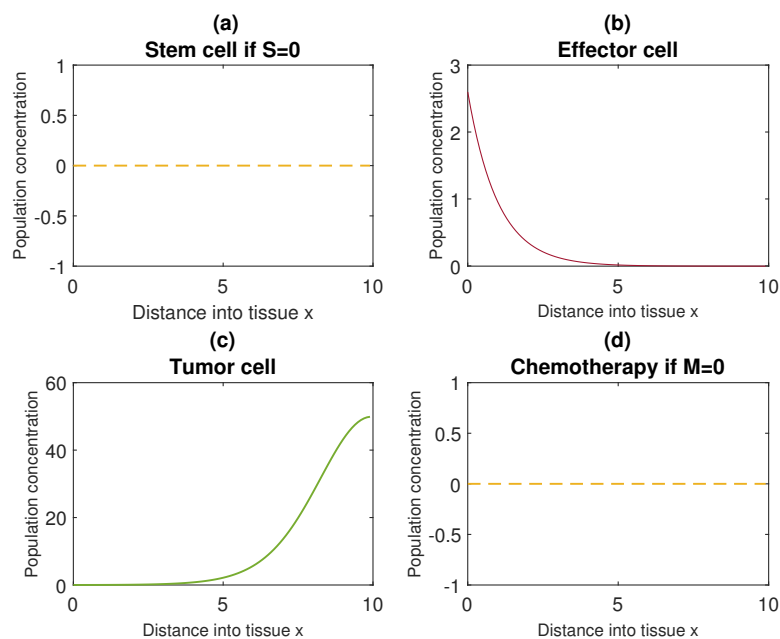 (a)
Stem cell if S=0
Population concentration
1
0.5
0
-0.5
-1
0 5 10
Distance into tissue x
(b)
Effector cell
Population concentration
3
2
1
0
0 5 10
Distance into tissue x
(c)
Tumor cell
Population concentration
60
40
20
0
0 5 10
Distance into tissue x
(d)
Chemotherapy if M=0
Population concentration
1
0.5
0
-0.5
-1
0 5 10
Distance into tissue x